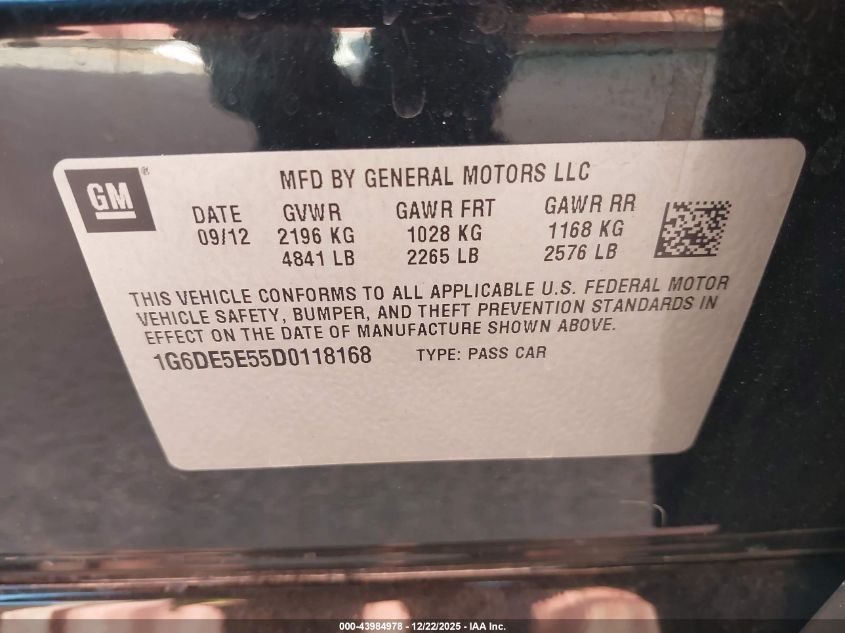 GM®
MFD BY GENERAL MOTORS LLC
DATE GVWR GAWR FRT GAWR RR
09/12 2196 KG 1028 KG 1168 KG
4841 LB 2265 LB 2576 LB
THIS VEHICLE CONFORMS TO ALL APPLICABLE U.S. FEDERAL MOTOR
VEHICLE SAFETY, BUMPER, AND THEFT PREVENTION STANDARDS IN
EFFECT ON THE DATE OF MANUFACTURE SHOWN ABOVE.
1G6DE5E55D0118168 TYPE: PASS CAR
000-43984978 - 12/22/2025 - IAA Inc.